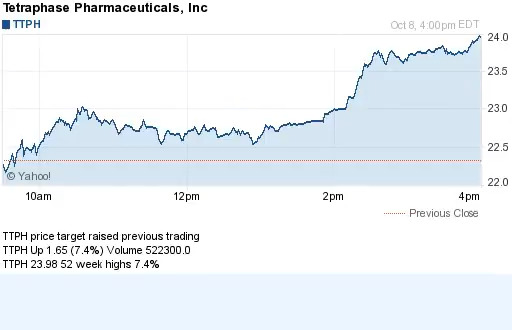 Tetraphase Pharmaceuticals, Inc
TTPH
Oct 8, 4:00pm EDT
24.0
23.5
23.0
22.5
22.0
© Yahoo!
10am
12pm
2pm
4pm
Previous Close
TTPH price target raised previous trading
TTPH Up 1.65 (7.4%) Volume 522300.0
TTPH 23.98 52 week highs 7.4%